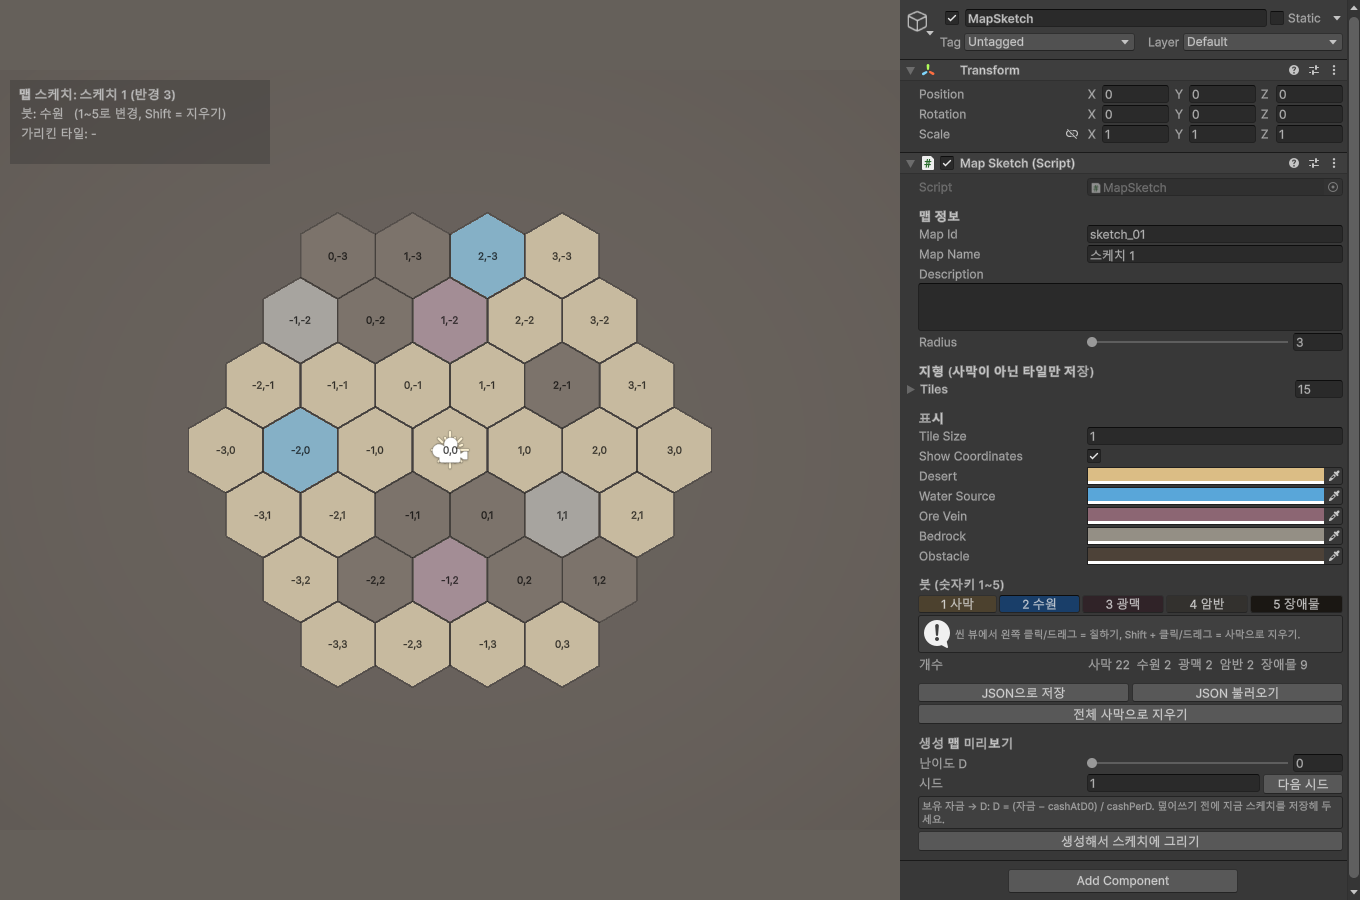 맵 스케치: 스케치 1 (반경 3)
붓: 수원 (1~5로 변경, Shift = 지우기)
가리킨 타일: -
0,-3 1,-3 2,-3 3,-3
-1,-2 0,-2 1,-2 2,-2 3,-2
-2,-1 -1,-1 0,-1 1,-1 2,-1 3,-1
-3,0 -2,0 -1,0 0,0 1,0 2,0 3,0
-3,1 -2,1 -1,1 0,1 1,1 2,1
-3,2 -2,2 -1,2 0,2 1,2
-3,3 -2,3 -1,3 0,3
MapSketch Static
Tag Untagged Layer Default
Transform
Position X 0 Y 0 Z 0
Rotation X 0 Y 0 Z 0
Scale X 1 Y 1 Z 1
# Map Sketch (Script)
Script MapSketch
맵 정보
Map Id sketch_01
Map Name 스케치 1
Description
Radius 3
지형 (사막이 아닌 타일만 저장)
Tiles 15
표시
Tile Size 1
Show Coordinates
Desert
Water Source
Ore Vein
Bedrock
Obstacle
붓 (숫자키 1~5)
1 사막 2 수원 3 광맥 4 암반 5 장애물
씬 뷰에서 왼쪽 클릭/드래그 = 칠하기, Shift + 클릭/드래그 = 사막으로 지우기.
개수 사막 22 수원 2 광맥 2 암반 2 장애물 9
JSON으로 저장 JSON 불러오기
전체 사막으로 지우기
생성 맵 미리보기
난이도 D 0
시드 1 다음 시드
보유 자금 → D: D = (자금 − cashAtD0) / cashPerD. 덮어쓰기 전에 지금 스케치를 저장해 두
세요.
생성해서 스케치에 그리기
Add Component